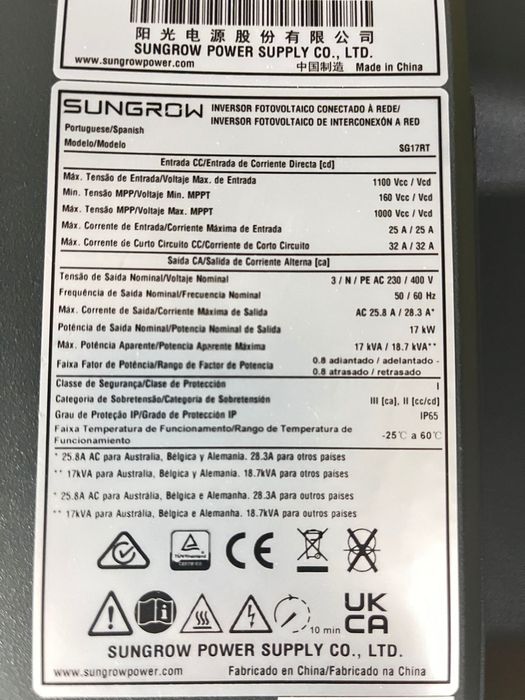 阳光电源股份有限公司
SUNGROW POWER SUPPLY CO., LTD.
www.sungrowpower.com 中国制造 Made in China
SUNGROW INVERSOR FOTOVOLTAICO CONECTADO À REDE/
INVERSOR FOTOVOLTAICO DE INTERCONEXÓN A RED
Portuguese/Spanish
Modelo/Modelo SG17RT
Entrada CC/Entrada de Corriente Directa [cd]
Máx. Tensão de Entrada/Voltaje Max. de Entrada 1100 Vcc / Vcd
Min. Tensão MPP/Voltaje Min. MPPT 160 Vcc / Vcd
Máx. Tensão MPP/Voltaje Max. MPPT 1000 Vcc / Vcd
Máx. Corrente de Entrada/Corriente Máxima de Entrada 25 A / 25 A
Máx. Corrente de Curto Circuito CC/Corriente de Corto Circuito 32 A / 32 A
Saída CA/Salida de Corriente Alterna [ca]
Tensão de Saída Nominal/Voltaje Nominal 3 / N / PE AC 230 / 400 V
Frequência de Saída Nominal/Frecuencia Nominal 50 / 60 Hz
Máx. Corrente de Saída/Corriente Máxima de Salida AC 25.8 A / 28.3 A*
Potência de Saída Nominal/Potencia Nominal de Salida 17 kW
Máx. Potência Aparente/Potencia Aparente Máxima 17 kVA / 18.7 kVA**
Faixa Fator de Potência/Rango de Factor de Potencia 0.8 adiantado / adelantado -
0.8 atrasado / retrasado
Classe de Segurança/Clase de Protección I
Categoria de Sobretensão/Categoria de Sobretensión III [ca], II [cc/cd]
Grau de Proteção IP/Grado de Protección IP IP65
Faixa Temperatura de Funcionamento/Rango de Temperatura de
Funcionamiento -25℃ a 60℃
* 25.8A AC para Australia, Bélgica y Alemania. 28.3A para otros países
** 17kVA para Australia, Bélgica y Alemania. 18.7kVA para otros países
* 25.8A AC para Austrália, Bélgica e Alemanha. 28.3A para outros países
** 17kVA para Austrália, Bélgica e Alemanha. 18.7kVA para outros países
TÜVRheinland
CERTIFIED
CE
10 min
UK
CA
SUNGROW POWER SUPPLY CO., LTD.
www.sungrowpower.com Fabricado en China/Fabricado na China